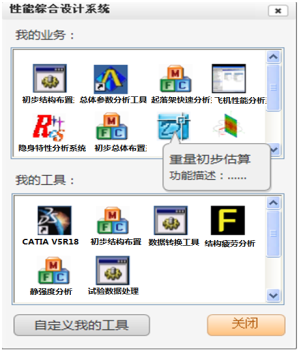 性能綜合设计系统
我的业务：
初步结构布置 总体参数分析工具 起落架快速分析 飞机性能分析
隐身特性分析系统 初步总体布置
重量初步估算
功能描述：......
我的工具：
CATIA V5R18 初步结构布置 数据转换工具 结构疲劳分析
静强度分析 试验数据处理
自定义我的工具 关闭